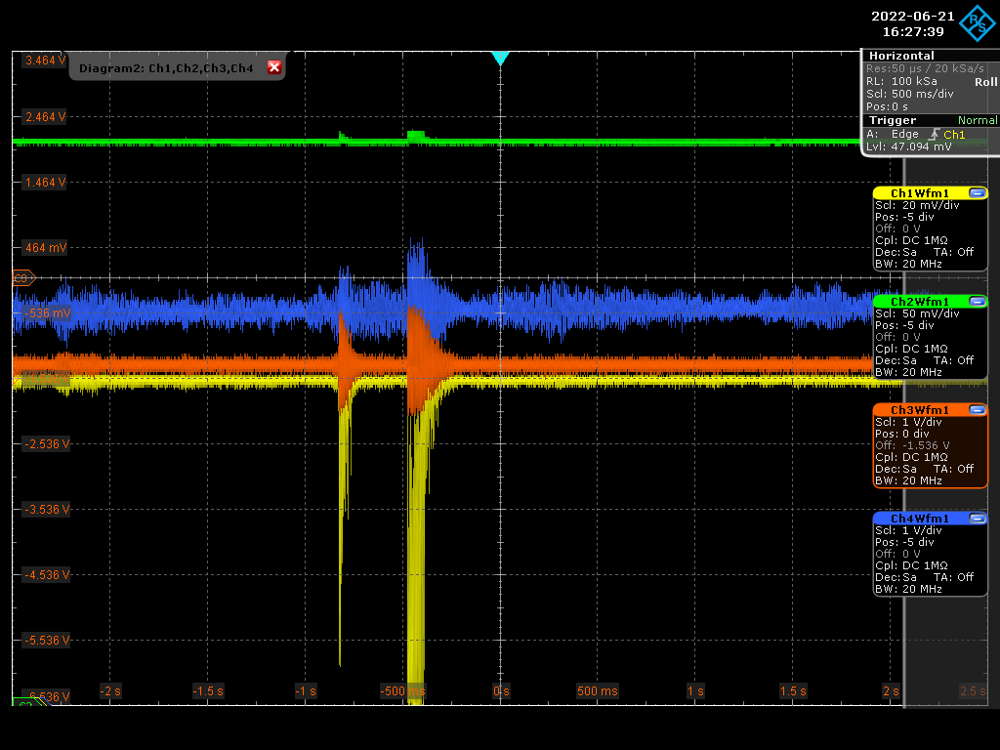 2022-06-21
16:27:39
R&S
Diagram2: Ch1,Ch2,Ch3,Ch4
Horizontal
Res:50 µs / 20 kSa/s
RL: 100 kSa Roll
Scl: 500 ms/div
Pos:0 s
Trigger Normal
A: Edge Ch1
Lvl: 47.094 mV
3.464 V
2.464 V
1.464 V
464 mV
C3
-536 mV
-2.536 V
-3.536 V
-4.536 V
-5.536 V
-6.536 V
-2 s
-1.5 s
-1 s
-500 ms
0 s
500 ms
1 s
1.5 s
2 s
2.5 s
Ch1Wfm1
Scl: 20 mV/div
Pos: -5 div
Off: 0 V
Cpl: DC 1MΩ
Dec:Sa TA: Off
BW: 20 MHz
Ch2Wfm1
Scl: 50 mV/div
Pos: -5 div
Off: 0 V
Cpl: DC 1MΩ
Dec:Sa TA: Off
BW: 20 MHz
Ch3Wfm1
Scl: 1 V/div
Pos: 0 div
Off: -1.536 V
Cpl: DC 1MΩ
Dec:Sa TA: Off
BW: 20 MHz
Ch4Wfm1
Scl: 1 V/div
Pos: -5 div
Off: 0 V
Cpl: DC 1MΩ
Dec:Sa TA: Off
BW: 20 MHz